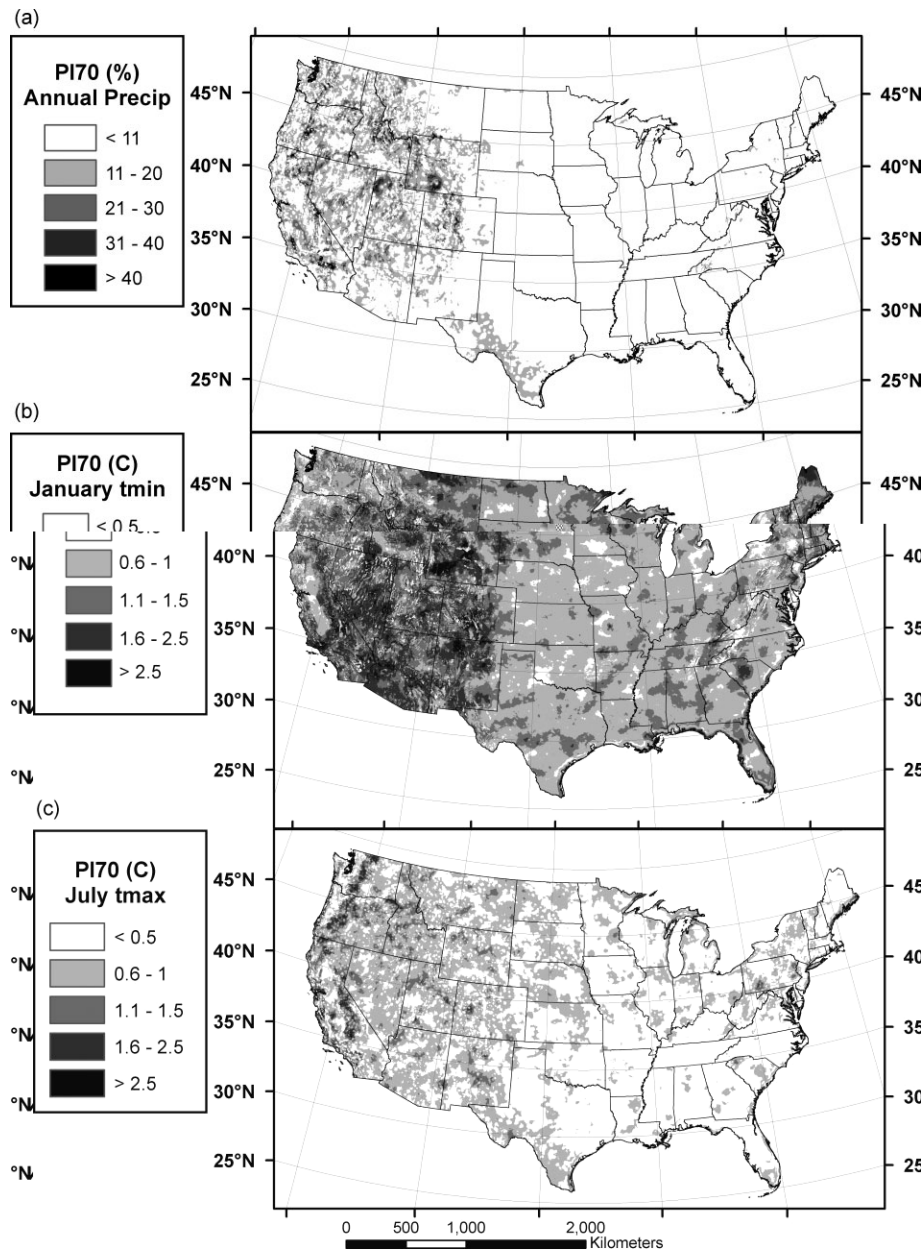 (a)
PI70 (%)
Annual Precip
< 11
11 - 20
21 - 30
31 - 40
> 40
45°N
40°N
35°N
30°N
25°N
45°N
40°N
35°N
30°N
25°N
(b)
PI70 (C)
January tmin
< 0.5
0.6 - 1
1.1 - 1.5
1.6 - 2.5
> 2.5
45°N
40°N
35°N
30°N
25°N
°N
°N
°N
°N
45°N
40°N
35°N
30°N
25°N
(c)
PI70 (C)
July tmax
< 0.5
0.6 - 1
1.1 - 1.5
1.6 - 2.5
> 2.5
45°N
40°N
35°N
30°N
25°N
°N
°N
°N
°N
°N
45°N
40°N
35°N
30°N
25
0 500 1,000 2,000
Kilometers